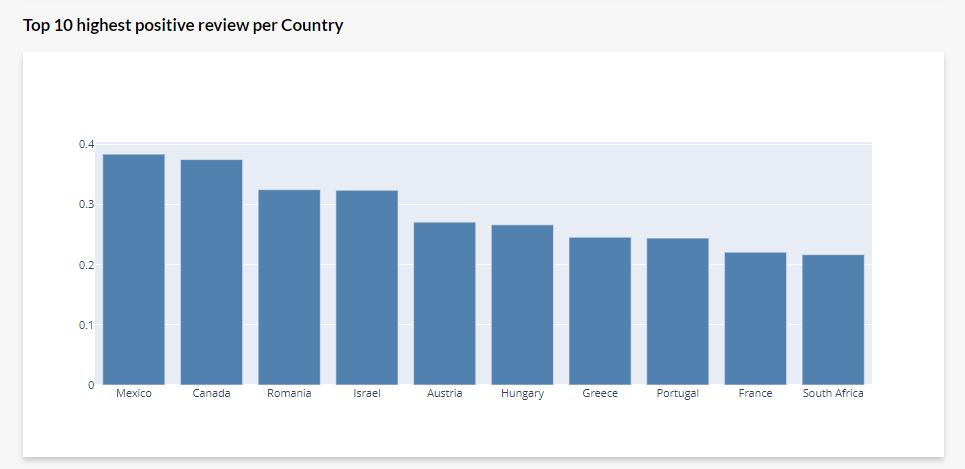 Top 10 highest positive review per Country
0.4
0.3
0.2
0.1
0
Mexico Canada Romania Israel Austria Hungary Greece Portugal France South Africa